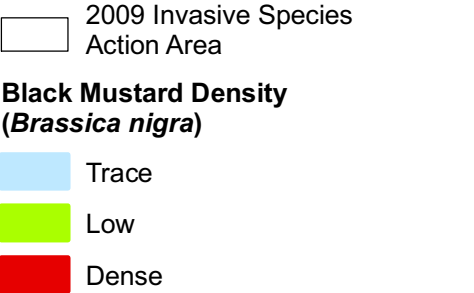 2009 Invasive Species
Action Area
Black Mustard Density
(Brassica nigra)
Trace
Low
Dense